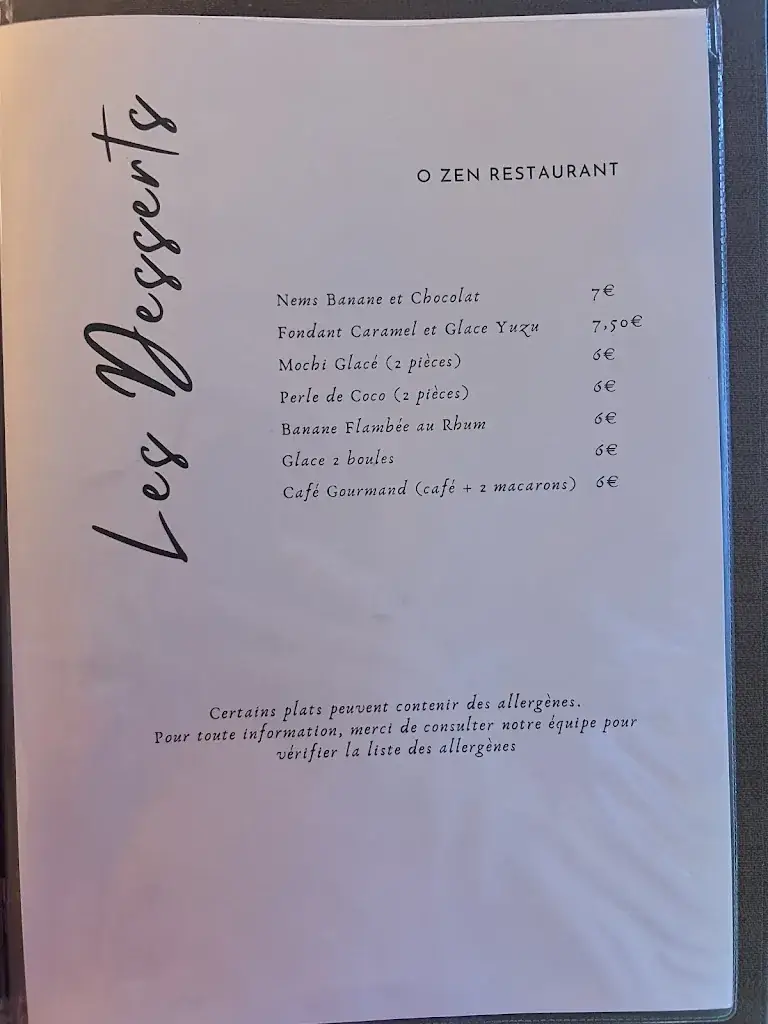 Les Desserts
O ZEN RESTAURANT
Nems Banane et Chocolat 7€
Fondant Caramel et Glace Yuzu 7,50€
Mochi Glacé (2 pièces) 6€
Perle de Coco (2 pièces) 6€
Banane Flambée au Rhum 6€
Glace 2 boules 6€
Café Gourmand (café + 2 macarons) 6€
Certains plats peuvent contenir des allergènes.
Pour toute information, merci de consulter notre équipe pour
vérifier la liste des allergènes